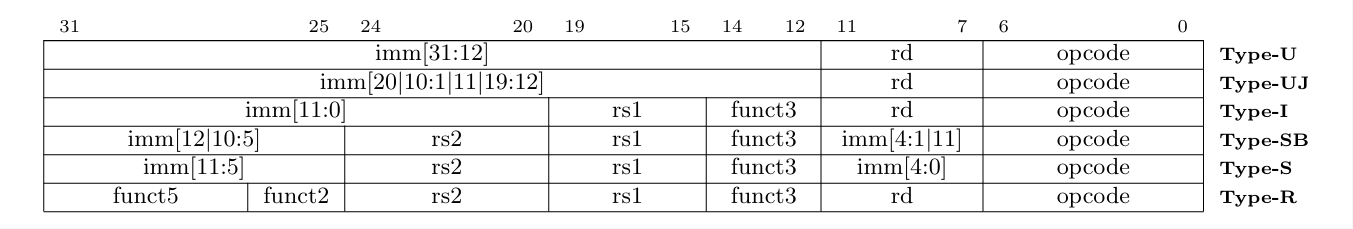 31 25 24 20 19 15 14 12 11 7 6 0
imm[31:12] rd opcode Type-U
imm[20|10:1|11|19:12] rd opcode Type-UJ
imm[11:0] rs1 funct3 rd opcode Type-I
imm[12|10:5] rs2 rs1 funct3 imm[4:1|11] opcode Type-SB
imm[11:5] rs2 rs1 funct3 imm[4:0] opcode Type-S
funct5 funct2 rs2 rs1 funct3 rd opcode Type-R